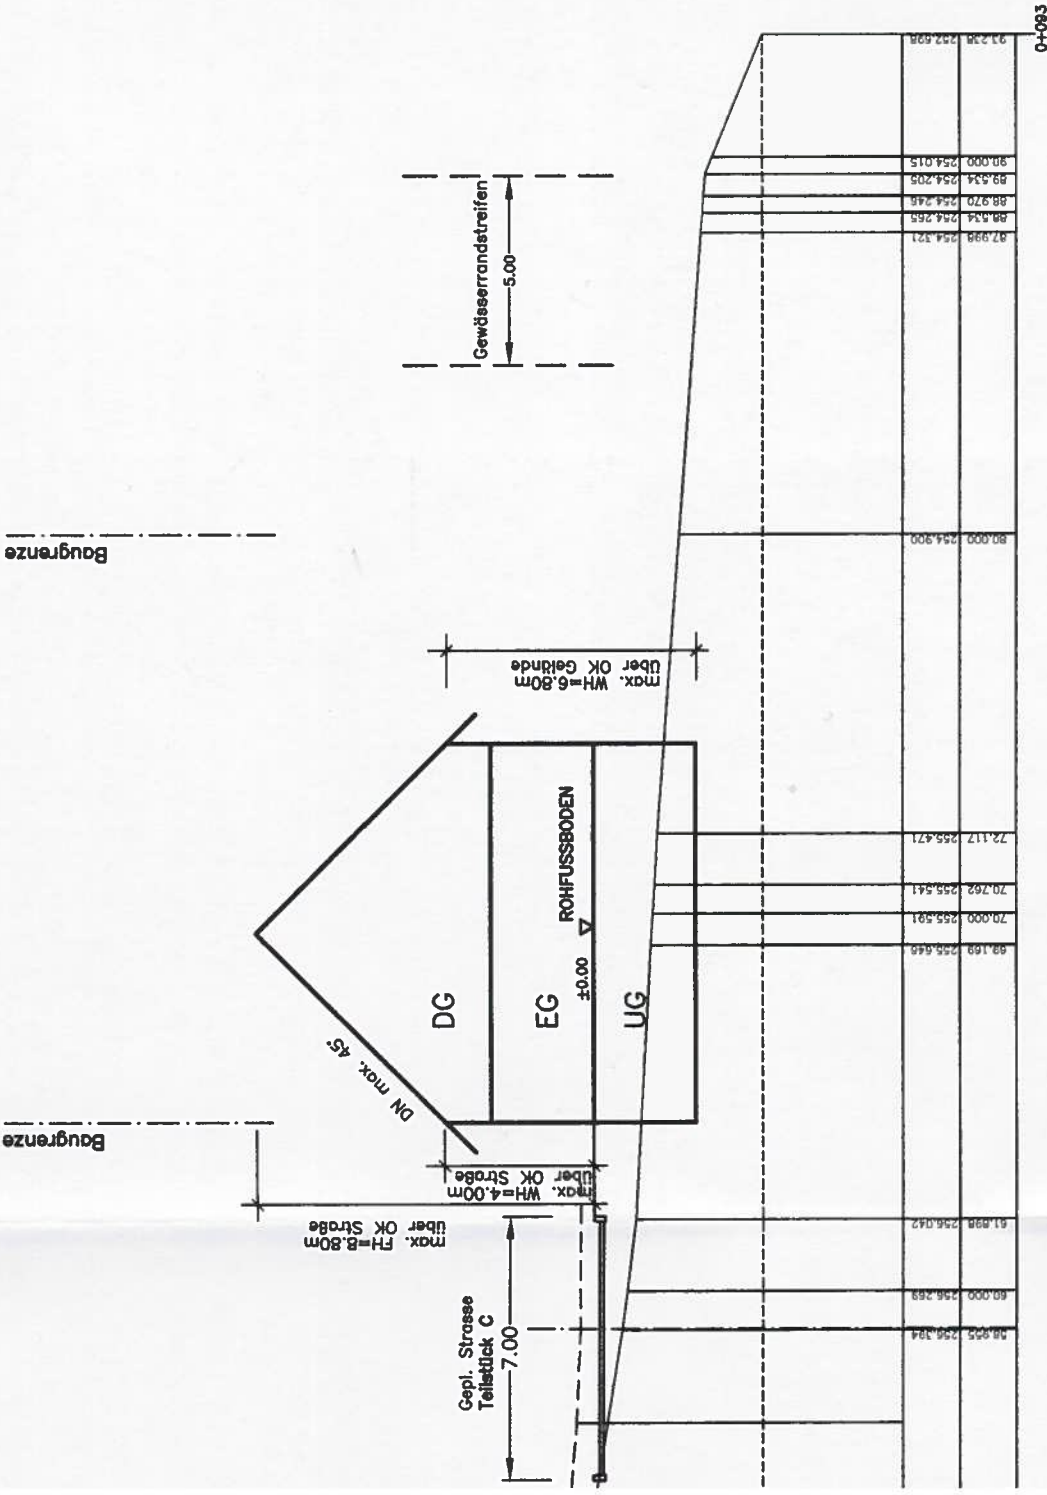 0+093
252.698 93.238
254.015 90.000
254.205 89.534
254.246 88.970
254.265 88.534
254.321 87.998
Gewässerrandstreifen
5.00
Baugrenze
254.900 80.000
max. WH=6.80m
über OK Gelände
ROHFUSSBODEN
±0.00
255.471 72.117
255.541 70.762
255.591 70.000
255.646 69.169
DG
EG
UG
DN max. 45°
Baugrenze
max. WH=4.00m
über OK Straße
max. FH=8.80m
über OK Straße
256.042 61.898
Gepl. Strasse
Teilstück C
7.00
256.269 60.000
256.394 58.955